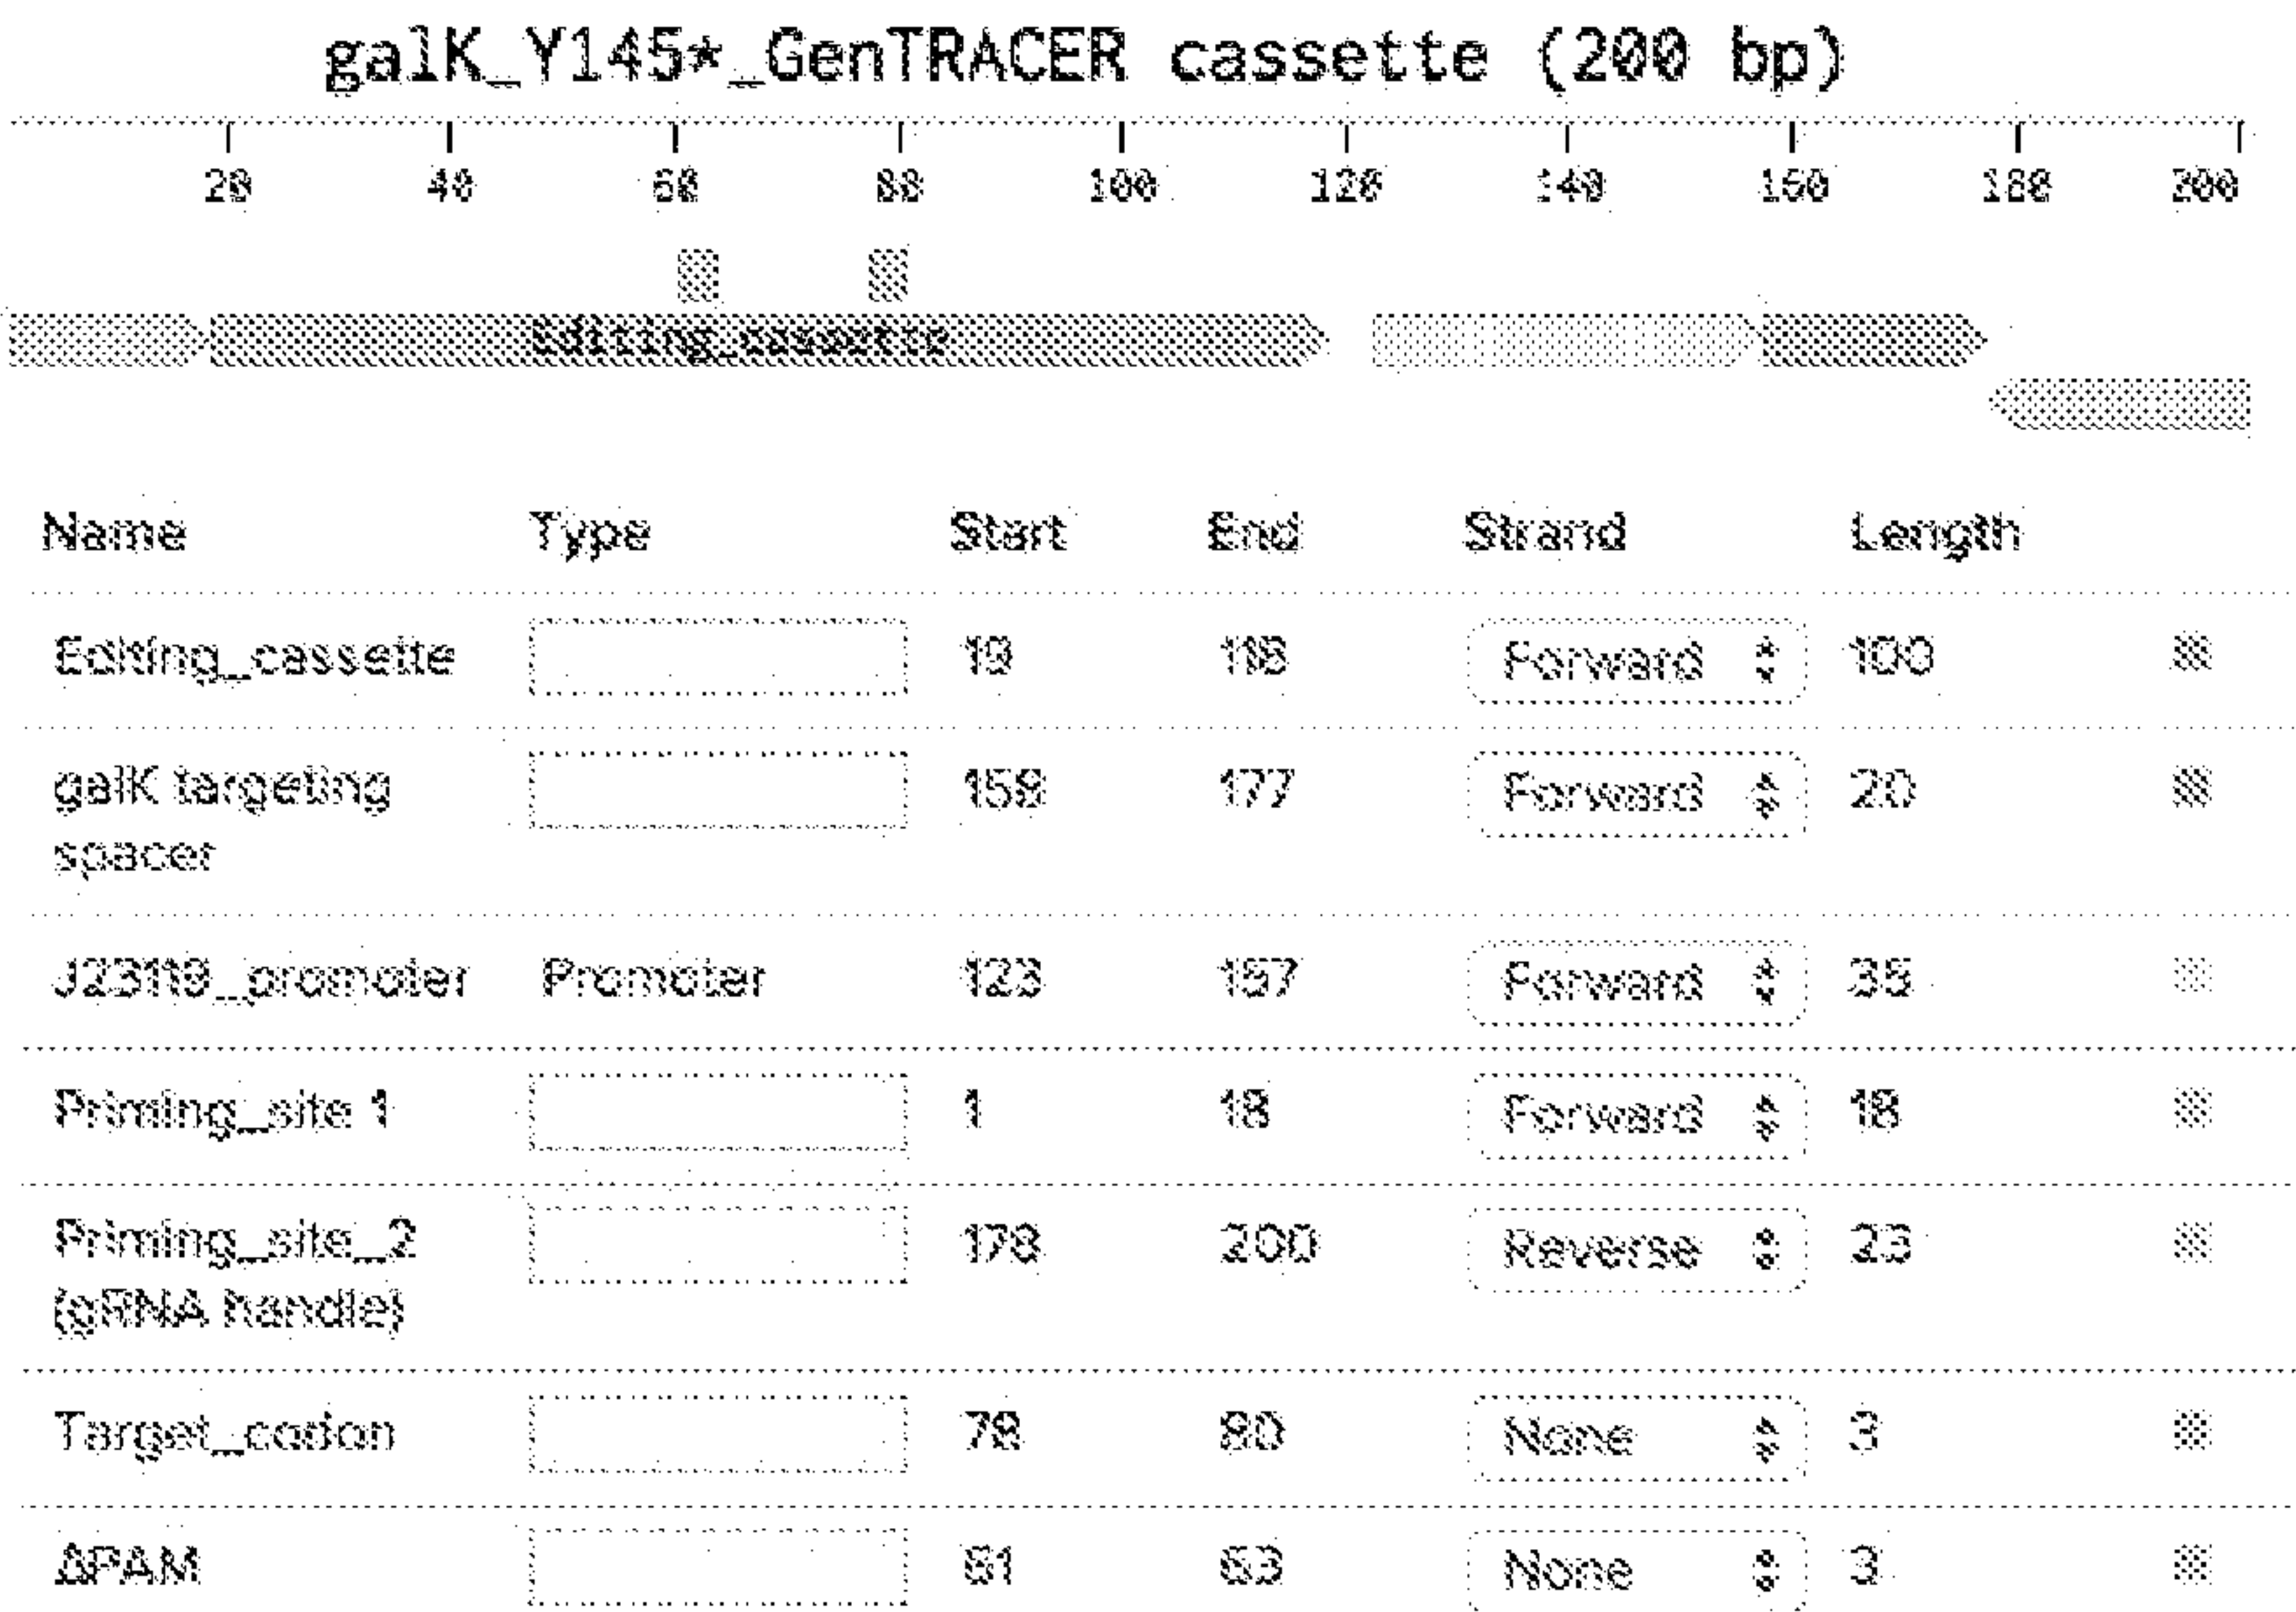 galK_Y145*_GenTRACER cassette (200 bp)
20 40 60 80 100 120 140 160 180 200
Editing_cassette
Name Type Start End Strand Length
Editing_cassette 19 118 Forward 100
galK targeting 158 177 Forward 20
spacer
J23119_promoter Promoter 123 157 Forward 35
Priming_site 1 1 18 Forward 18
Priming_site_2 178 200 Reverse 23
(gRNA handle)
Target_codon 78 80 None 3
ΔPAM 61 63 None 3